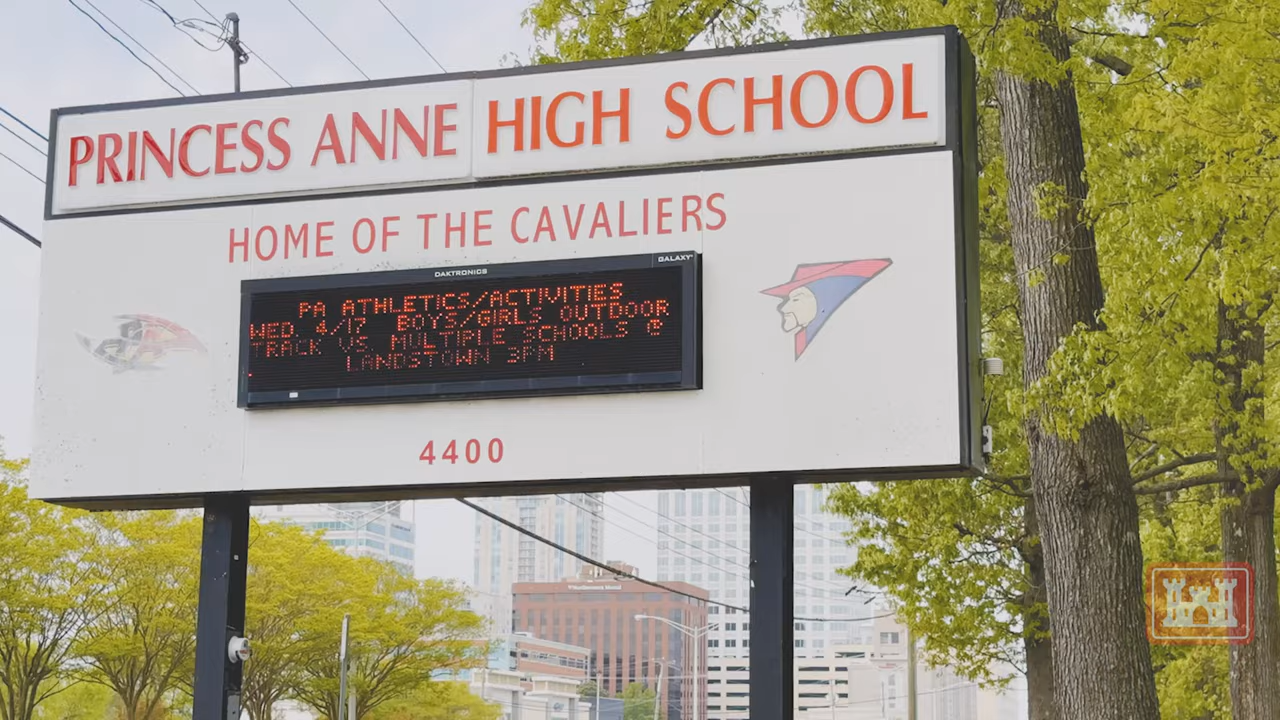 PRINCESS ANNE HIGH SCHOOL
HOME OF THE CAVALIERS
DAKTRONICS
GALAXY
PA ATHLETICS/ACTIVITIES
WED. 4/17 BOYS/GIRLS OUTDOOR
TRACK VS MULTIPLE SCHOOLS @
LANDSTOWN 3PM
4400